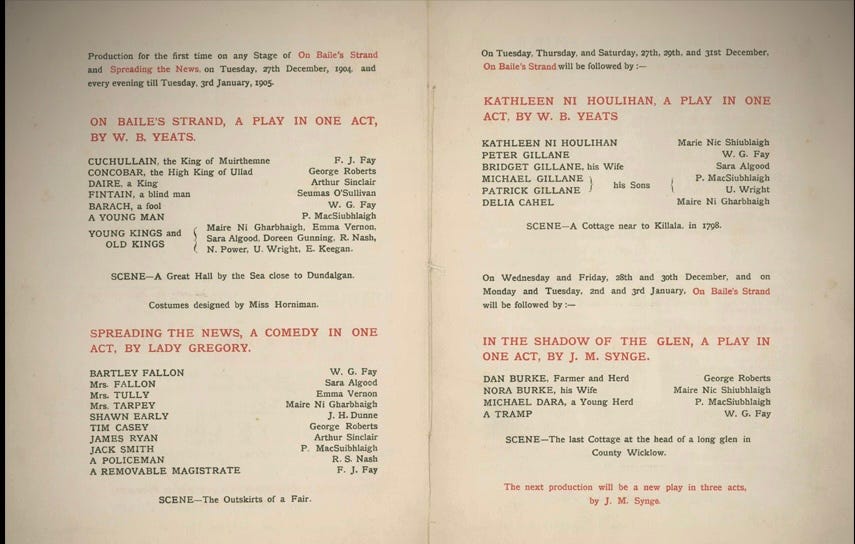 Production for the first time on any Stage of On Baile's Strand
and Spreading the News, on Tuesday, 27th December, 1904, and
every evening till Tuesday, 3rd January, 1905.
ON BAILE'S STRAND, A PLAY IN ONE ACT,
BY W. B. YEATS.
CUCHULLAIN, the King of Muirthemne F. J. Fay
CONCOBAR, the High King of Ullad George Roberts
DAIRE, a King Arthur Sinclair
FINTAIN, a blind man Seumas O'Sullivan
BARACH, a fool W. G. Fay
A YOUNG MAN P. MacSiubhlaigh
YOUNG KINGS and OLD KINGS { Maire Ni Gharbhaigh, Emma Vernon,
Sara Algood, Doreen Gunning, R. Nash,
N. Power, U. Wright, E. Keegan.
SCENE—A Great Hall by the Sea close to Dundalgan.
Costumes designed by Miss Horniman.
SPREADING THE NEWS, A COMEDY IN ONE
ACT, BY LADY GREGORY.
BARTLEY FALLON W. G. Fay
Mrs. FALLON Sara Algood
Mrs. TULLY Emma Vernon
Mrs. TARPEY Maire Ni Gharbhaigh
SHAWN EARLY J. H. Dunne
TIM CASEY George Roberts
JAMES RYAN Arthur Sinclair
JACK SMITH P. MacSuibhlaigh
A POLICEMAN R. S. Nash
A REMOVABLE MAGISTRATE F. J. Fay
SCENE—The Outskirts of a Fair.
On Tuesday, Thursday, and Saturday, 27th, 29th, and 31st December,
On Baile's Strand will be followed by :—
KATHLEEN NI HOULIHAN, A PLAY IN ONE
ACT, BY W. B. YEATS
KATHLEEN NI HOULIHAN Marie Nic Shiublaigh
PETER GILLANE W. G. Fay
BRIDGET GILLANE, his Wife Sara Algood
MICHAEL GILLANE } his Sons { P. MacSiubhlaigh
PATRICK GILLANE U. Wright
DELIA CAHEL Maire Ni Gharbhaigh
SCENE—A Cottage near to Killala, in 1798.
On Wednesday and Friday, 28th and 30th December, and on
Monday and Tuesday, 2nd and 3rd January, On Baile's Strand
will be followed by :—
IN THE SHADOW OF THE GLEN, A PLAY IN
ONE ACT, BY J. M. SYNGE.
DAN BURKE, Farmer and Herd George Roberts
NORA BURKE, his Wife Maire Nic Shiubhlaigh
MICHAEL DARA, a Young Herd P. MacSiubhlaigh
A TRAMP W. G. Fay
SCENE—The last Cottage at the head of a long glen in
County Wicklow.
The next production will be a new play in three acts,
by J. M. Synge.